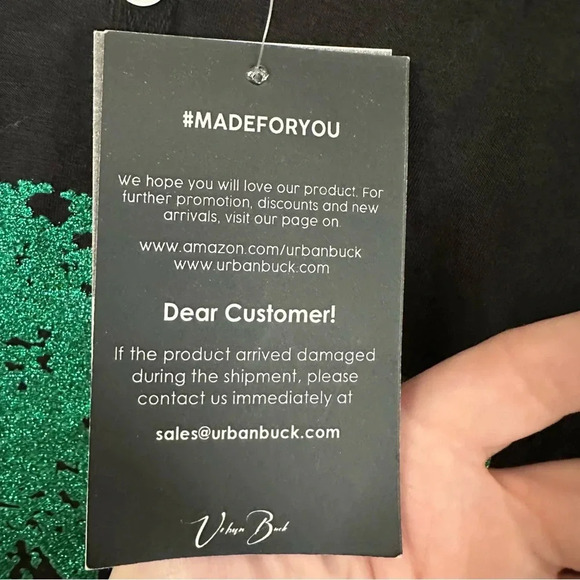 #MADEFORYOU
We hope you will love our product. For
further promotion, discounts and new
arrivals, visit our page on
www.amazon.com/urbanbuck
www.urbanbuck.com
Dear Customer!
If the product arrived damaged
during the shipment, please
contact us immediately at
sales@urbanbuck.com
Urban Buck